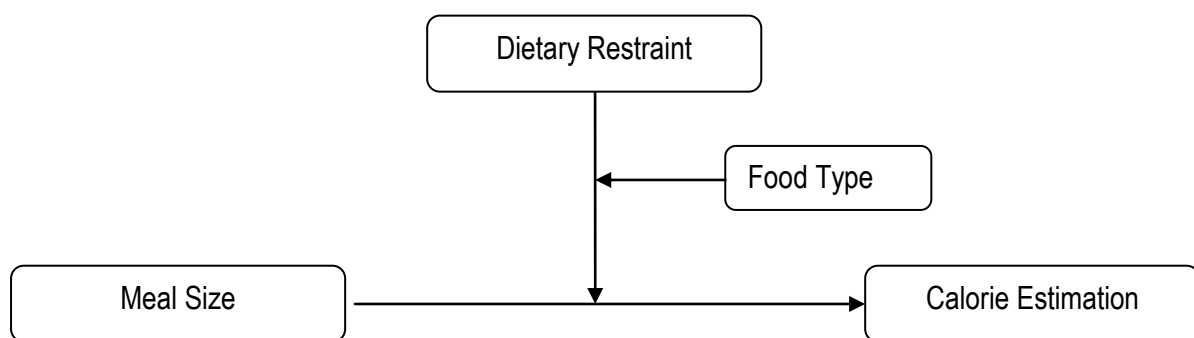 Dietary Restraint
Food Type
Meal Size
Calorie Estimation